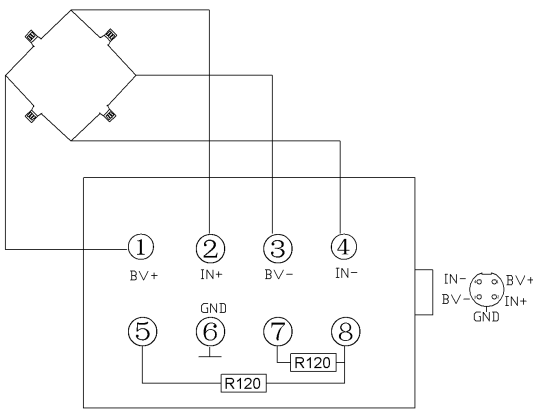 ① ② ③ ④
BV+ IN+ BV- IN-
GND
⑤ ⑥ ⑦ ⑧
R120
R120
IN- BV+
BV- IN+
GND